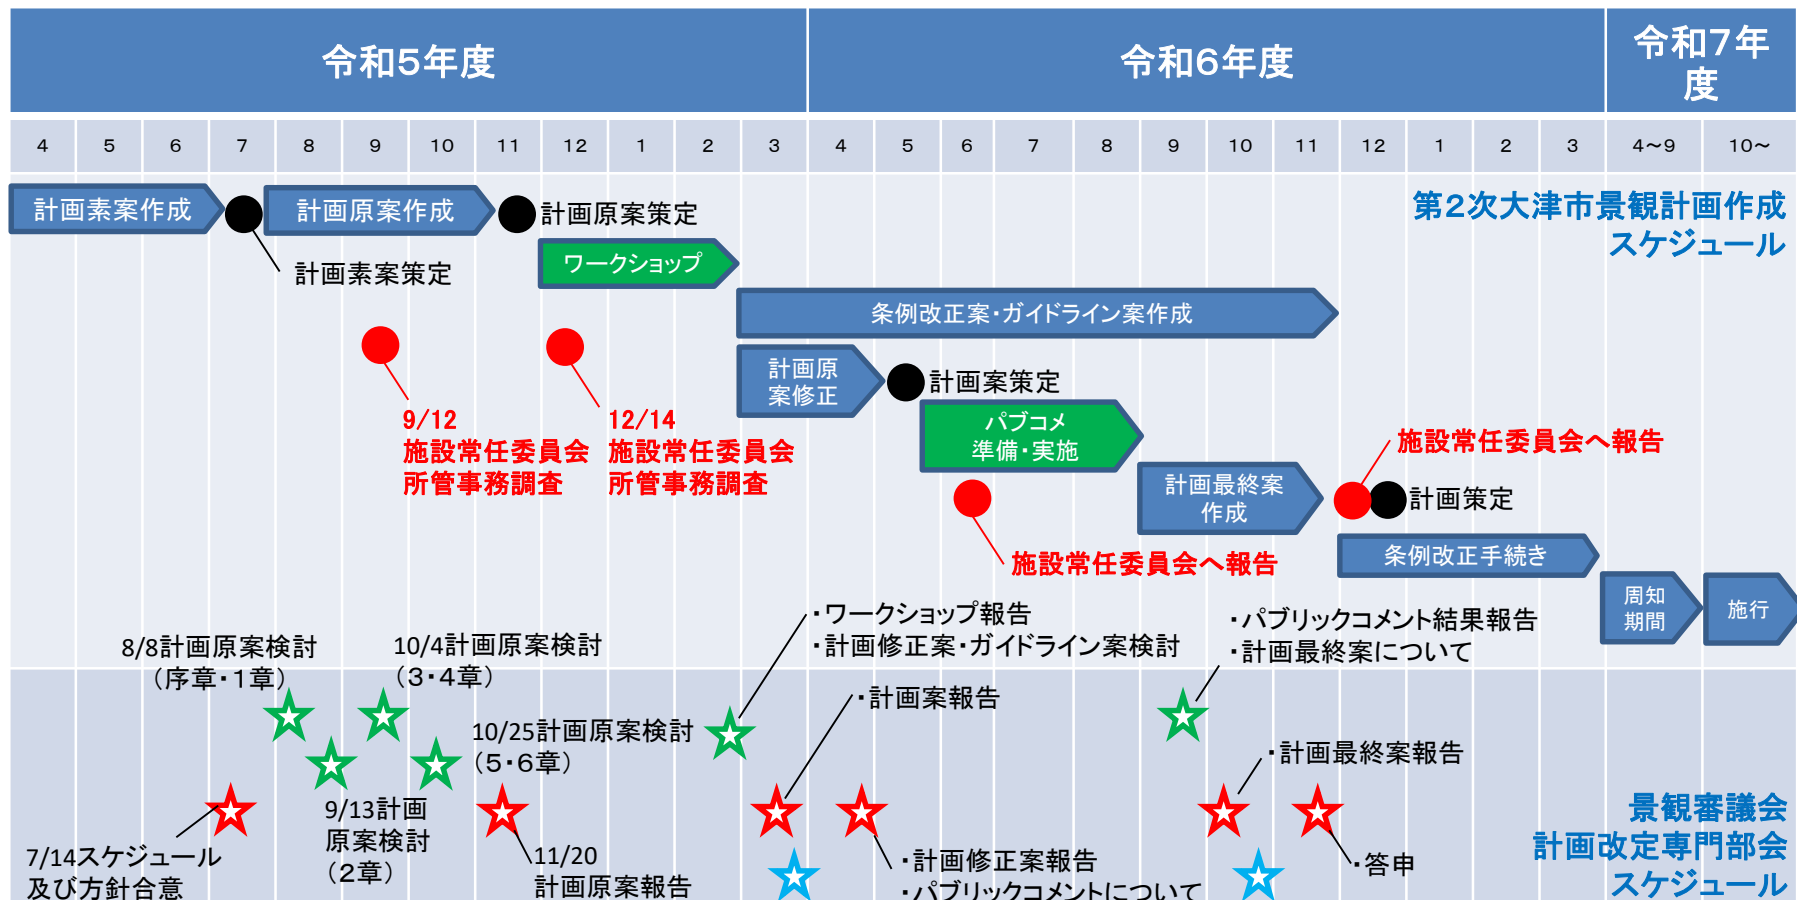 令和5年度
令和6年度
令和7年
度
4 5 6 7 8 9 10 11 12 1 2 3 4 5 6 7 8 9 10 11 12 1 2 3 4～9 10～
計画素案作成
計画原案作成
計画原案策定
第2次大津市景観計画作成
スケジュール
計画素案策定
ワークショップ
条例改正案・ガイドライン案作成
計画原
案修正
計画案策定
9/12
施設常任委員会
所管事務調査
12/14
施設常任委員会
所管事務調査
パブコメ
準備・実施
施設常任委員会へ報告
計画最終案
作成
計画策定
施設常任委員会へ報告
条例改正手続き
周知
期間
施行
8/8計画原案検討
（序章・1章）
10/4計画原案検討
（3・4章）
・ワークショップ報告
・計画修正案・ガイドライン案検討
・パブリックコメント結果報告
・計画最終案について
・計画案報告
10/25計画原案検討
（5・6章）
・計画最終案報告
9/13計画
原案検討
（2章）
7/14スケジュール
及び方針合意
11/20
計画原案報告
・計画修正案報告
・パブリックコメントについて
・答申
景観審議会
計画改定専門部会
スケジュール